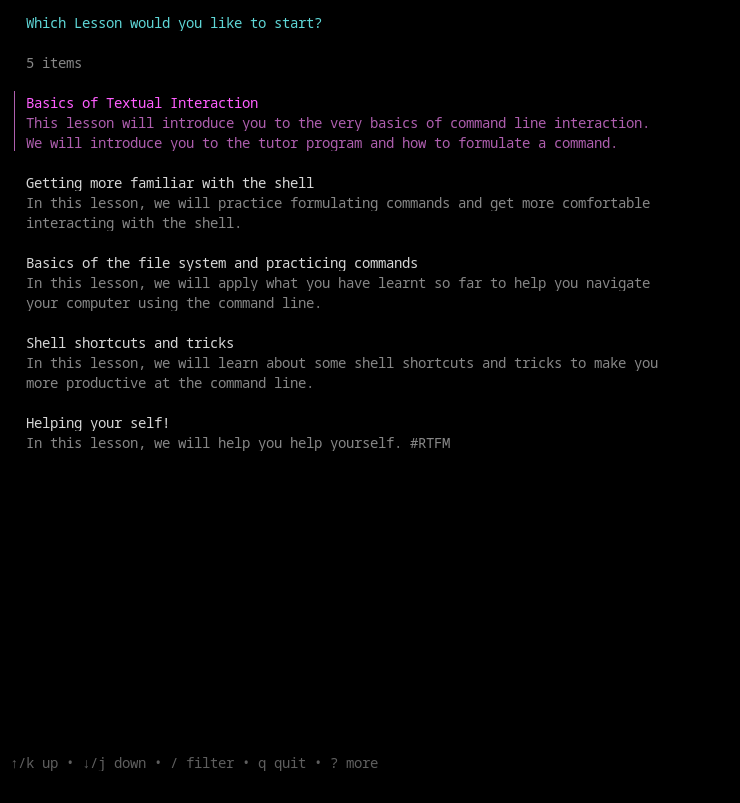 Which Lesson would you like to start?
5 items
Basics of Textual Interaction
This lesson will introduce you to the very basics of command line interaction.
We will introduce you to the tutor program and how to formulate a command.
Getting more familiar with the shell
In this lesson, we will practice formulating commands and get more comfortable
interacting with the shell.
Basics of the file system and practicing commands
In this lesson, we will apply what you have learnt so far to help you navigate
your computer using the command line.
Shell shortcuts and tricks
In this lesson, we will learn about some shell shortcuts and tricks to make you
more productive at the command line.
Helping your self!
In this lesson, we will help you help yourself. #RTFM
↑/k up • ↓/j down • / filter • q quit • ? more